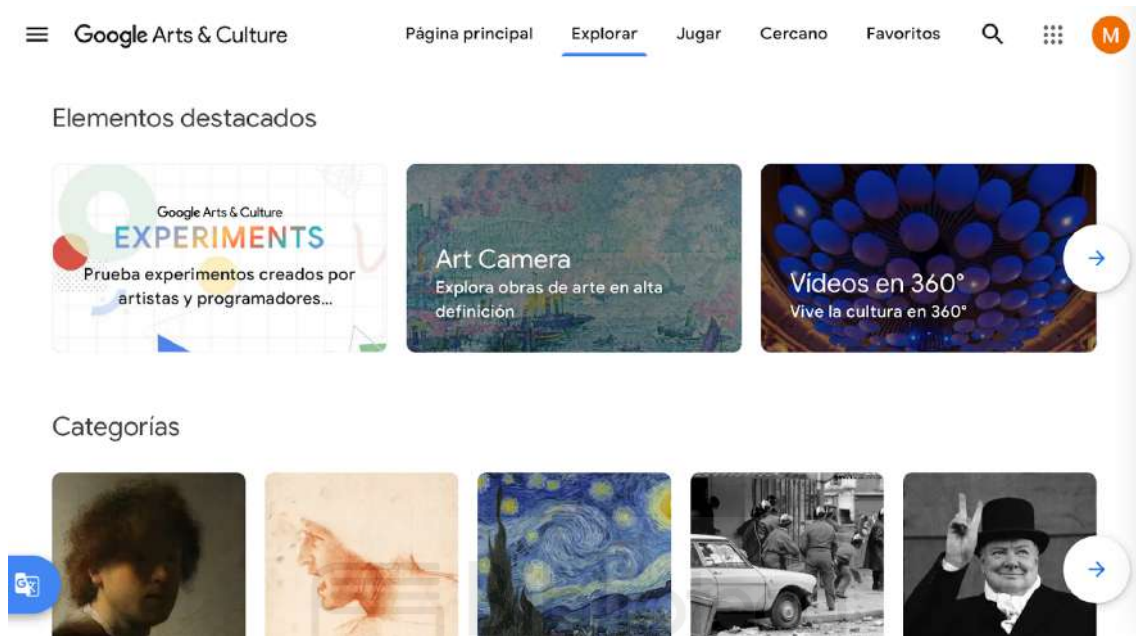 Google Arts & Culture
Página principal
Explorar
Jugar
Cercano
Favoritos
M
Elementos destacados
Google Arts & Culture
EXPERIMENTS
Prueba experimentos creados por
artistas y programadores...
Art Camera
Explora obras de arte en alta
definición
Vídeos en 360°
Vive la cultura en 360°
Categorías